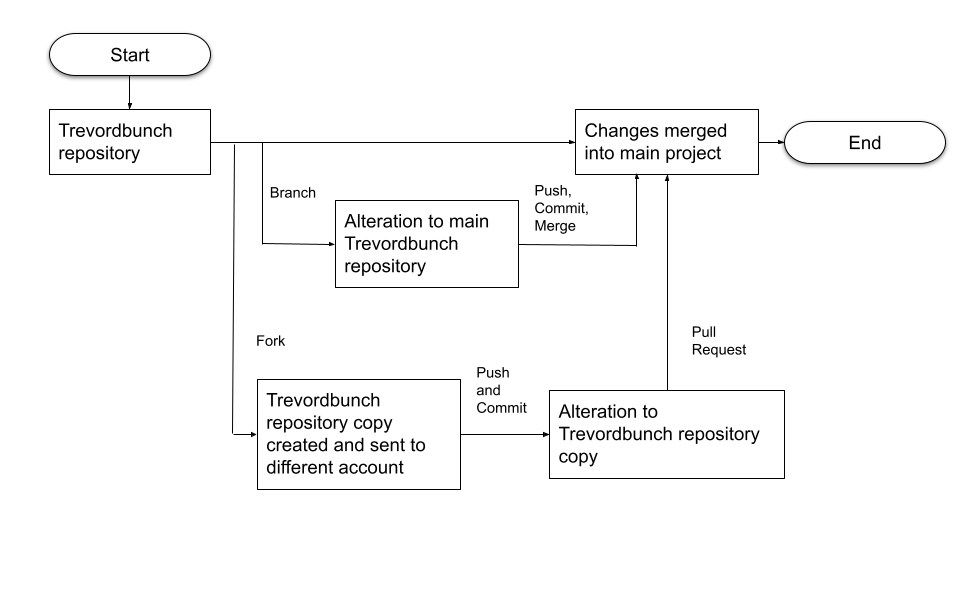 Start
Trevordbunch
repository
Changes merged
into main project
End
Branch
Push,
Commit,
Merge
Alteration to main
Trevordbunch
repository
Fork
Pull
Request
Push
and
Commit
Trevordbunch
repository copy
created and sent to
different account
Alteration to
Trevordbunch repository
copy